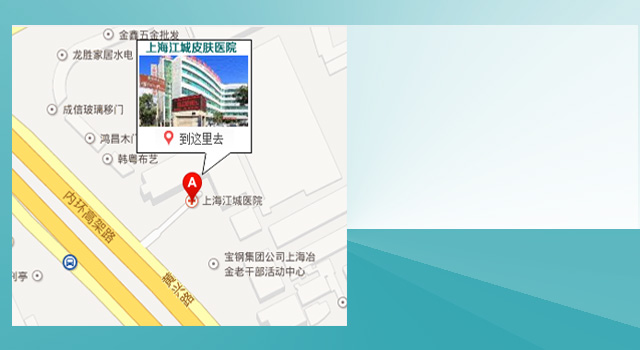 金鑫五金批发
上海江城皮肤医院
龙胜家居水电
成信玻璃移门
鸿昌木门
到这里去
韩粤布艺
A
上海江城医院
内环高架路
宝钢集团公司上海冶
金老干部活动中心
利亭
黄兴路